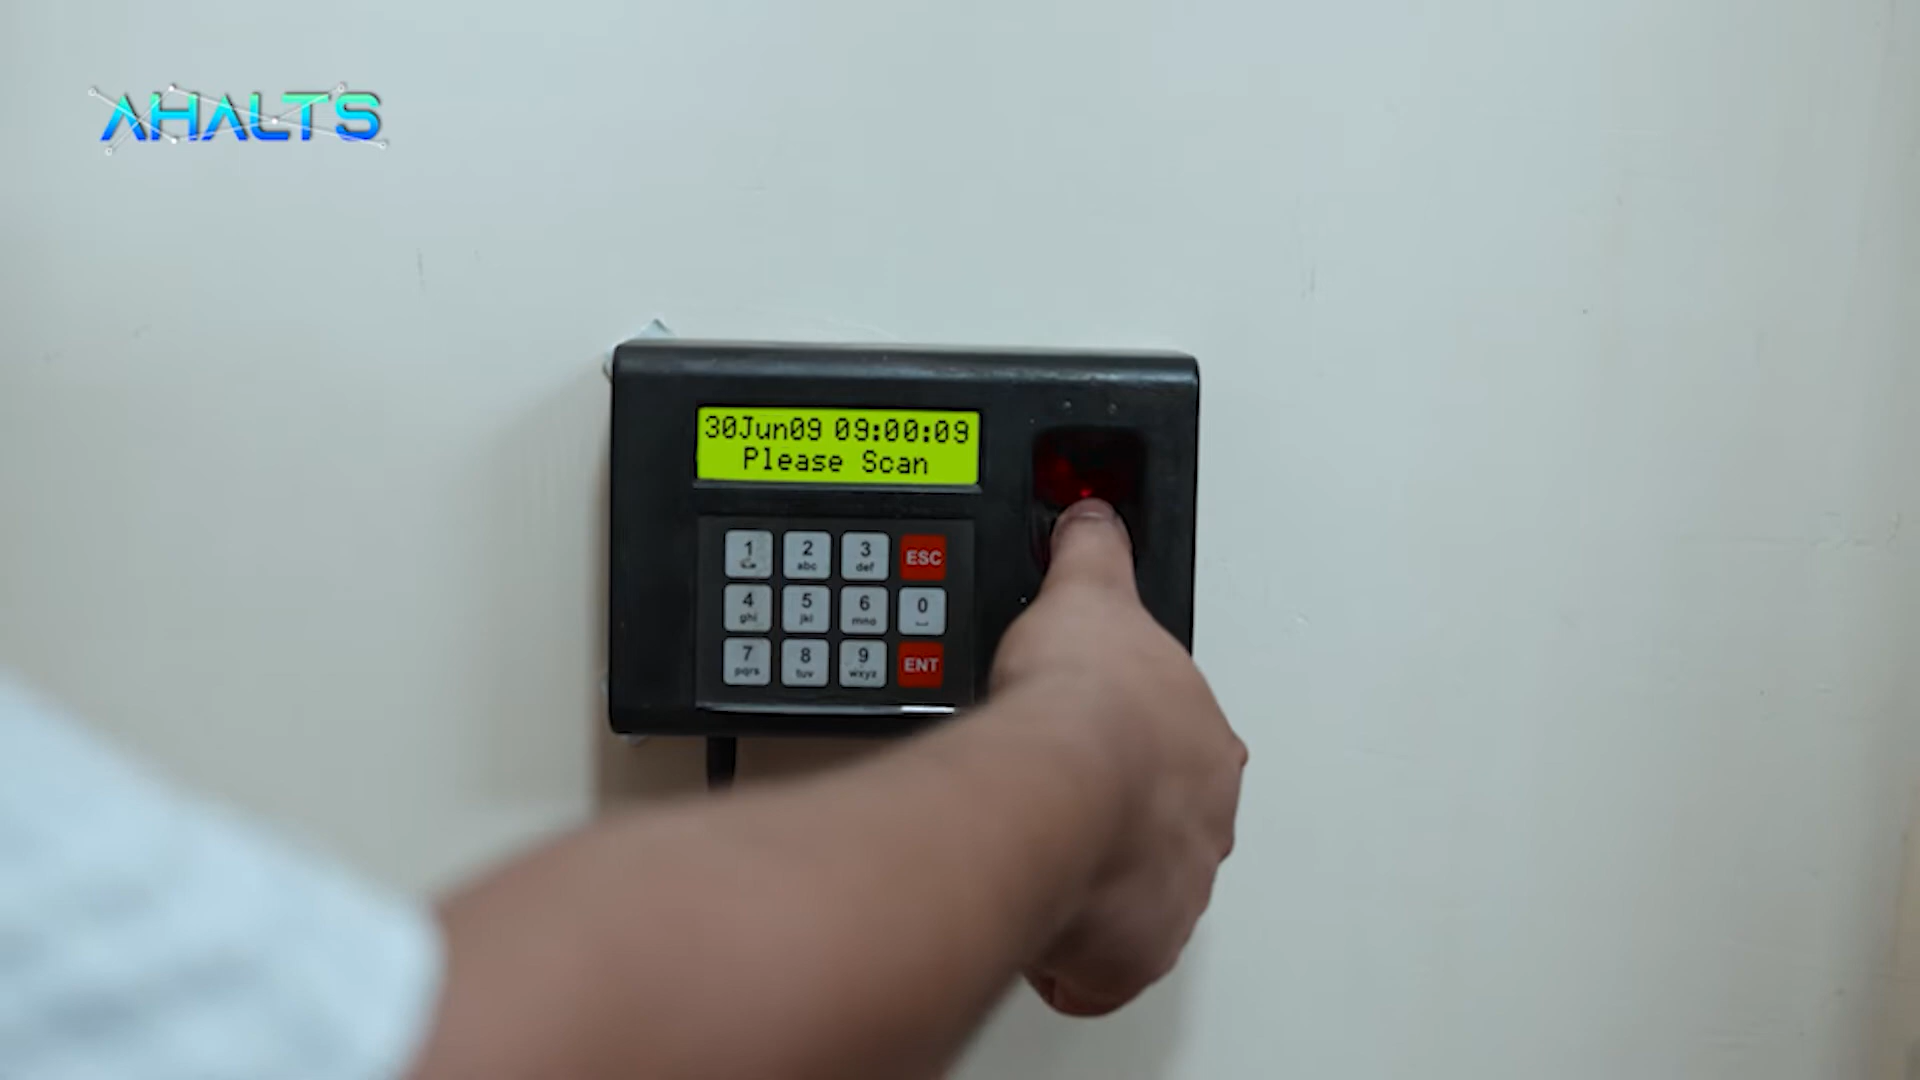 AHALTS
30Jun09 09:00:09
Please Scan
1
2 abc
3 def
ESC
4 ghi
5 jkl
6 mno
0
7 pqrs
8 tuv
9 wxyz
ENT